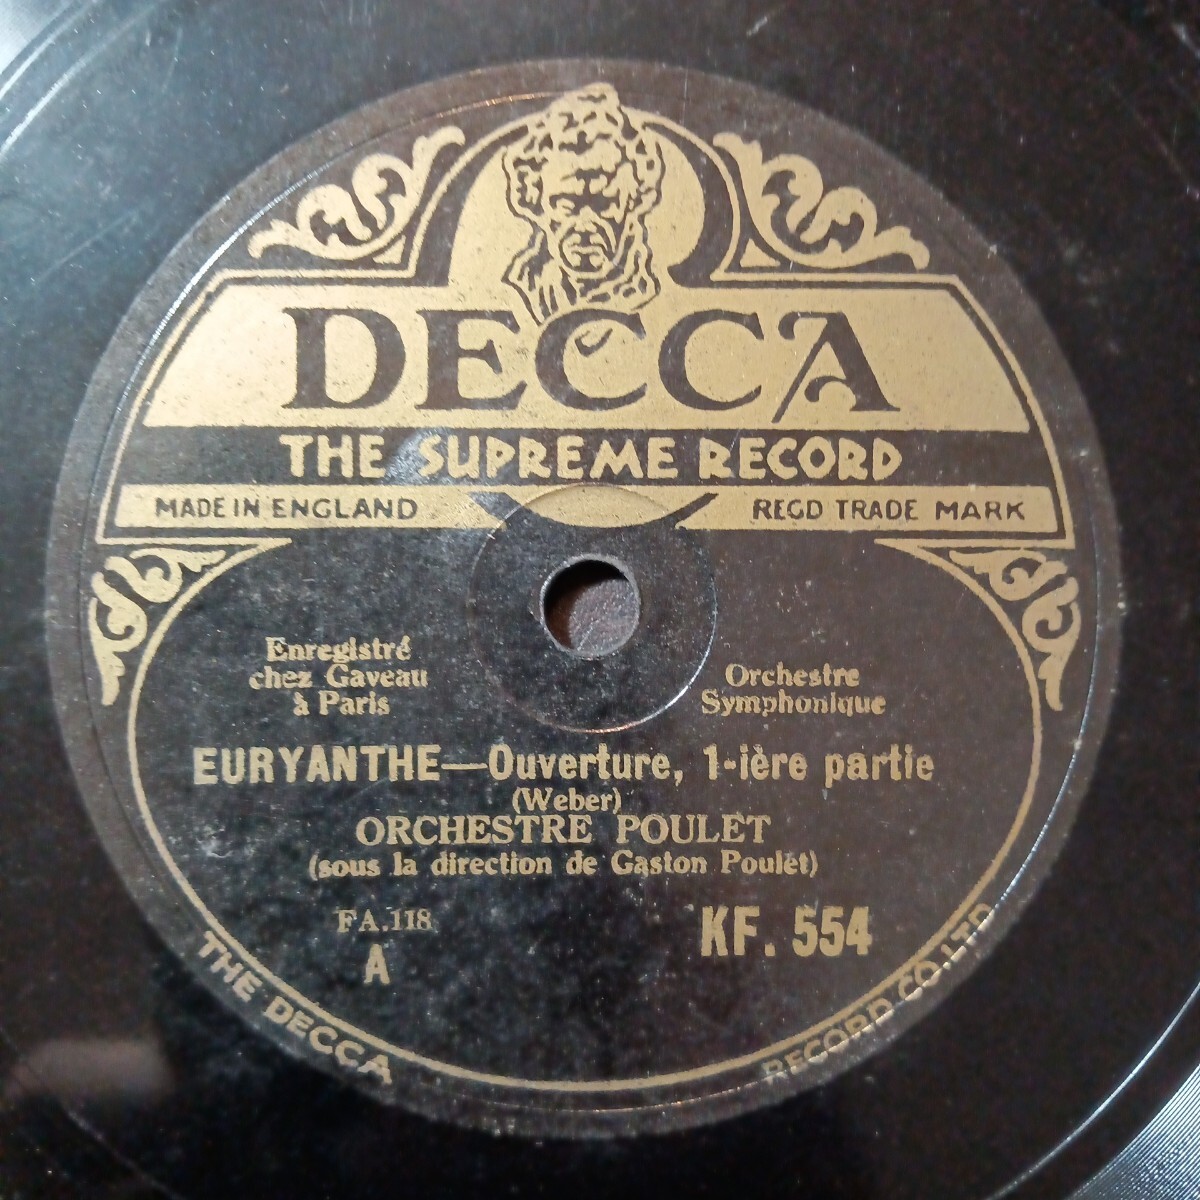 DECCA
THE SUPREME RECORD
MADE IN ENGLAND REGD TRADE MARK
Enregistré
chez Gaveau
à Paris
Orchestre
Symphonique
EURYANTHE—Ouverture, 1-ière partie
(Weber)
ORCHESTRE POULET
(sous la direction de Gaston Poulet)
FA.118
A
KF. 554
THE DECCA RECORD CO. LTD